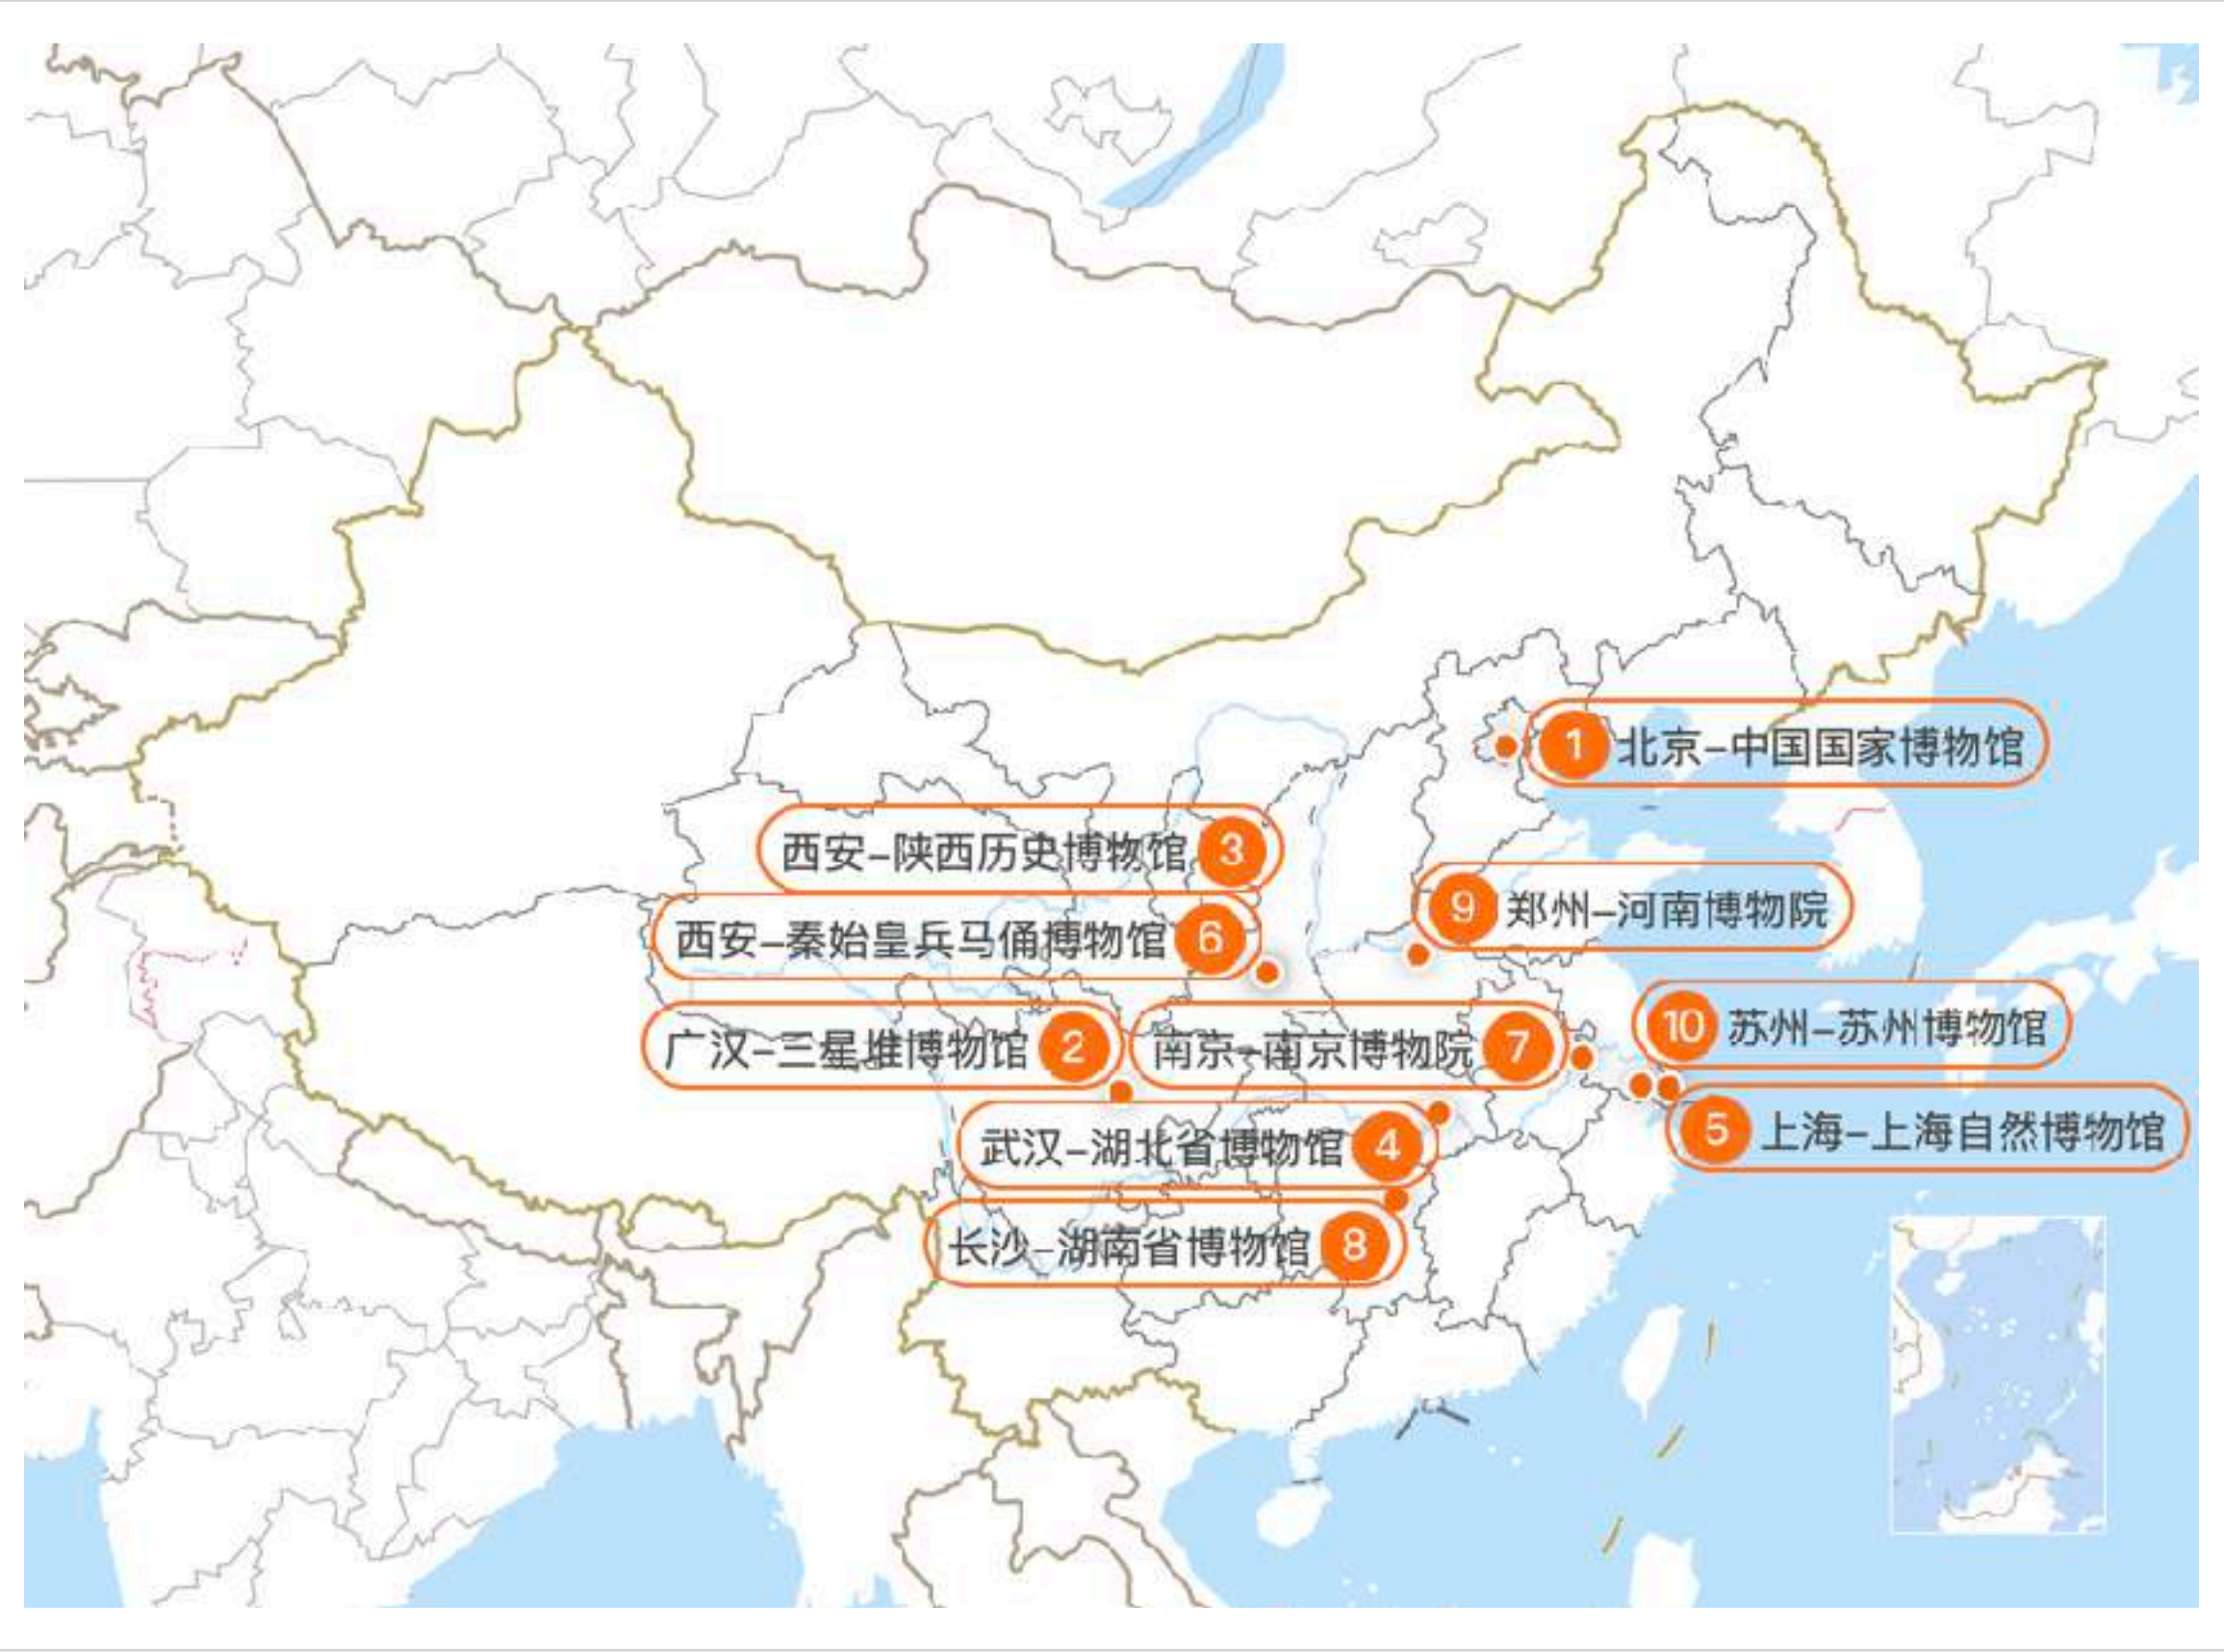 1 北京–中国国家博物馆
西安–陕西历史博物馆 3
9 郑州–河南博物院
西安–秦始皇兵马俑博物馆 6
10 苏州–苏州博物馆
广汉–三星堆博物馆 2
南京–南京博物院 7
5 上海–上海自然博物馆
武汉–湖北省博物馆 4
长沙–湖南省博物馆 8